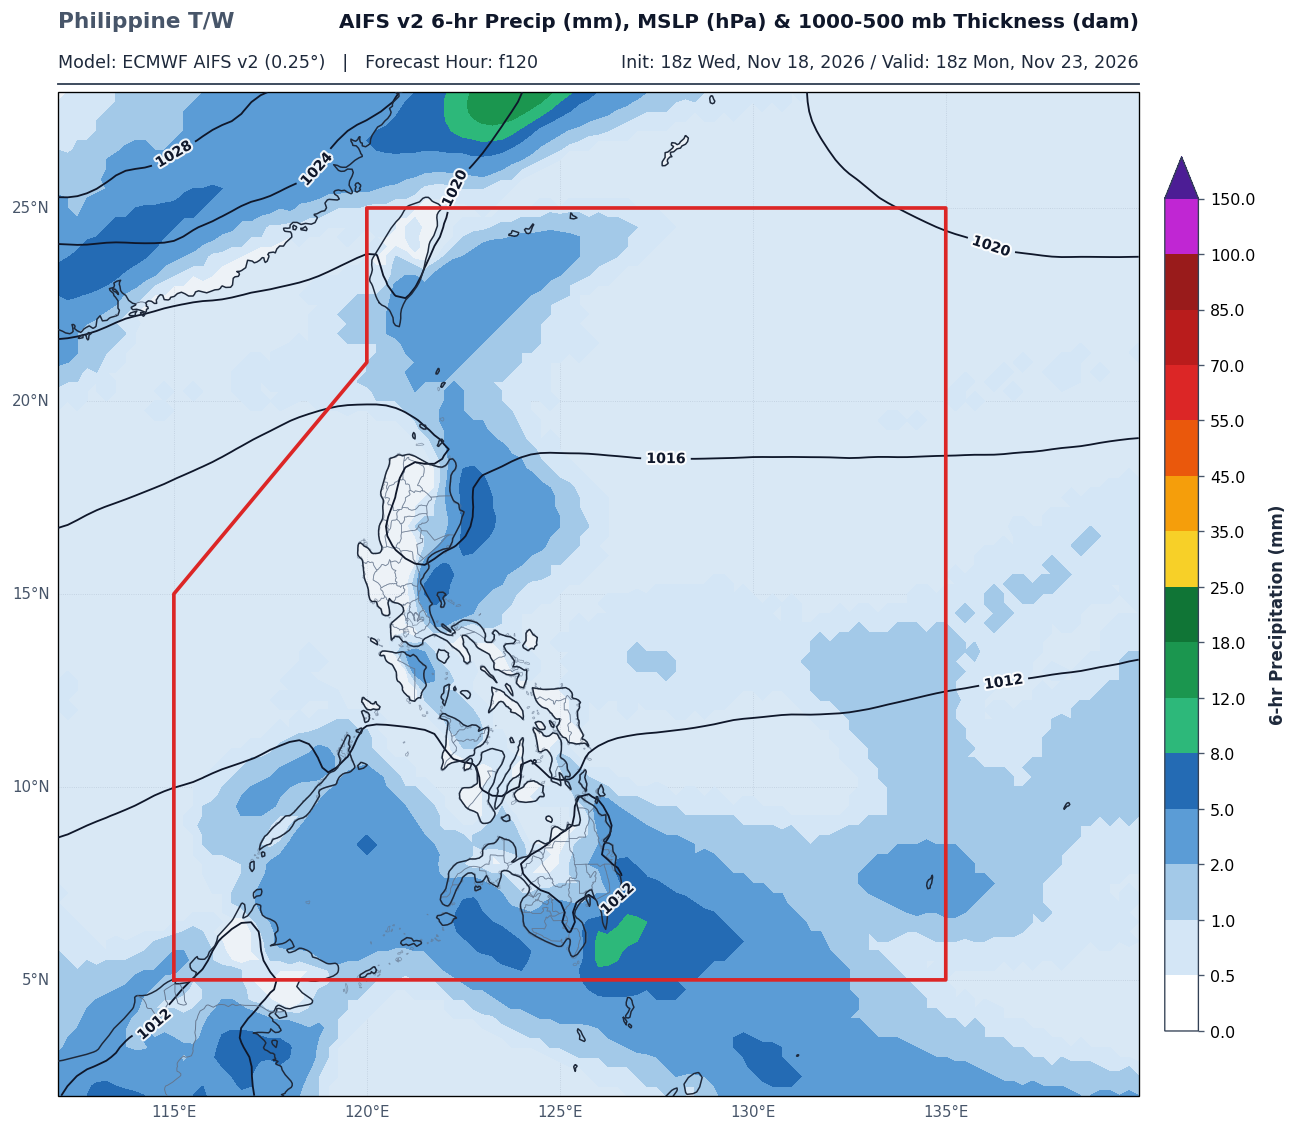 Philippine T/W
AIFS v2 6-hr Precip (mm), MSLP (hPa) & 1000-500 mb Thickness (dam)
Model: ECMWF AIFS v2 (0.25°) | Forecast Hour: f120
Init: 18z Wed, Nov 18, 2026 / Valid: 18z Mon, Nov 23, 2026
1028
1024
1020
1020
1016
1012
1012
1012
25°N
20°N
15°N
10°N
5°N
115°E
120°E
125°E
130°E
135°E
150.0
100.0
85.0
70.0
55.0
45.0
35.0
25.0
18.0
12.0
8.0
5.0
2.0
1.0
0.5
0.0
6-hr Precipitation (mm)